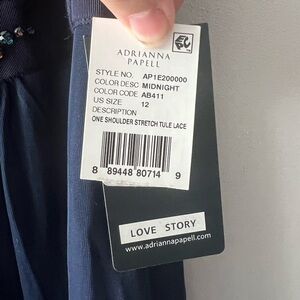 ADRIANNA
PAPELL
STYLE NO. AP1E200000
COLOR DESC MIDNIGHT
COLOR CODE AB411
US SIZE 12
DESCRIPTION
ONE SHOULDER STRETCH TULE LACE
8 89448 80714 9
LOVE STORY
www.adriannapapell.com